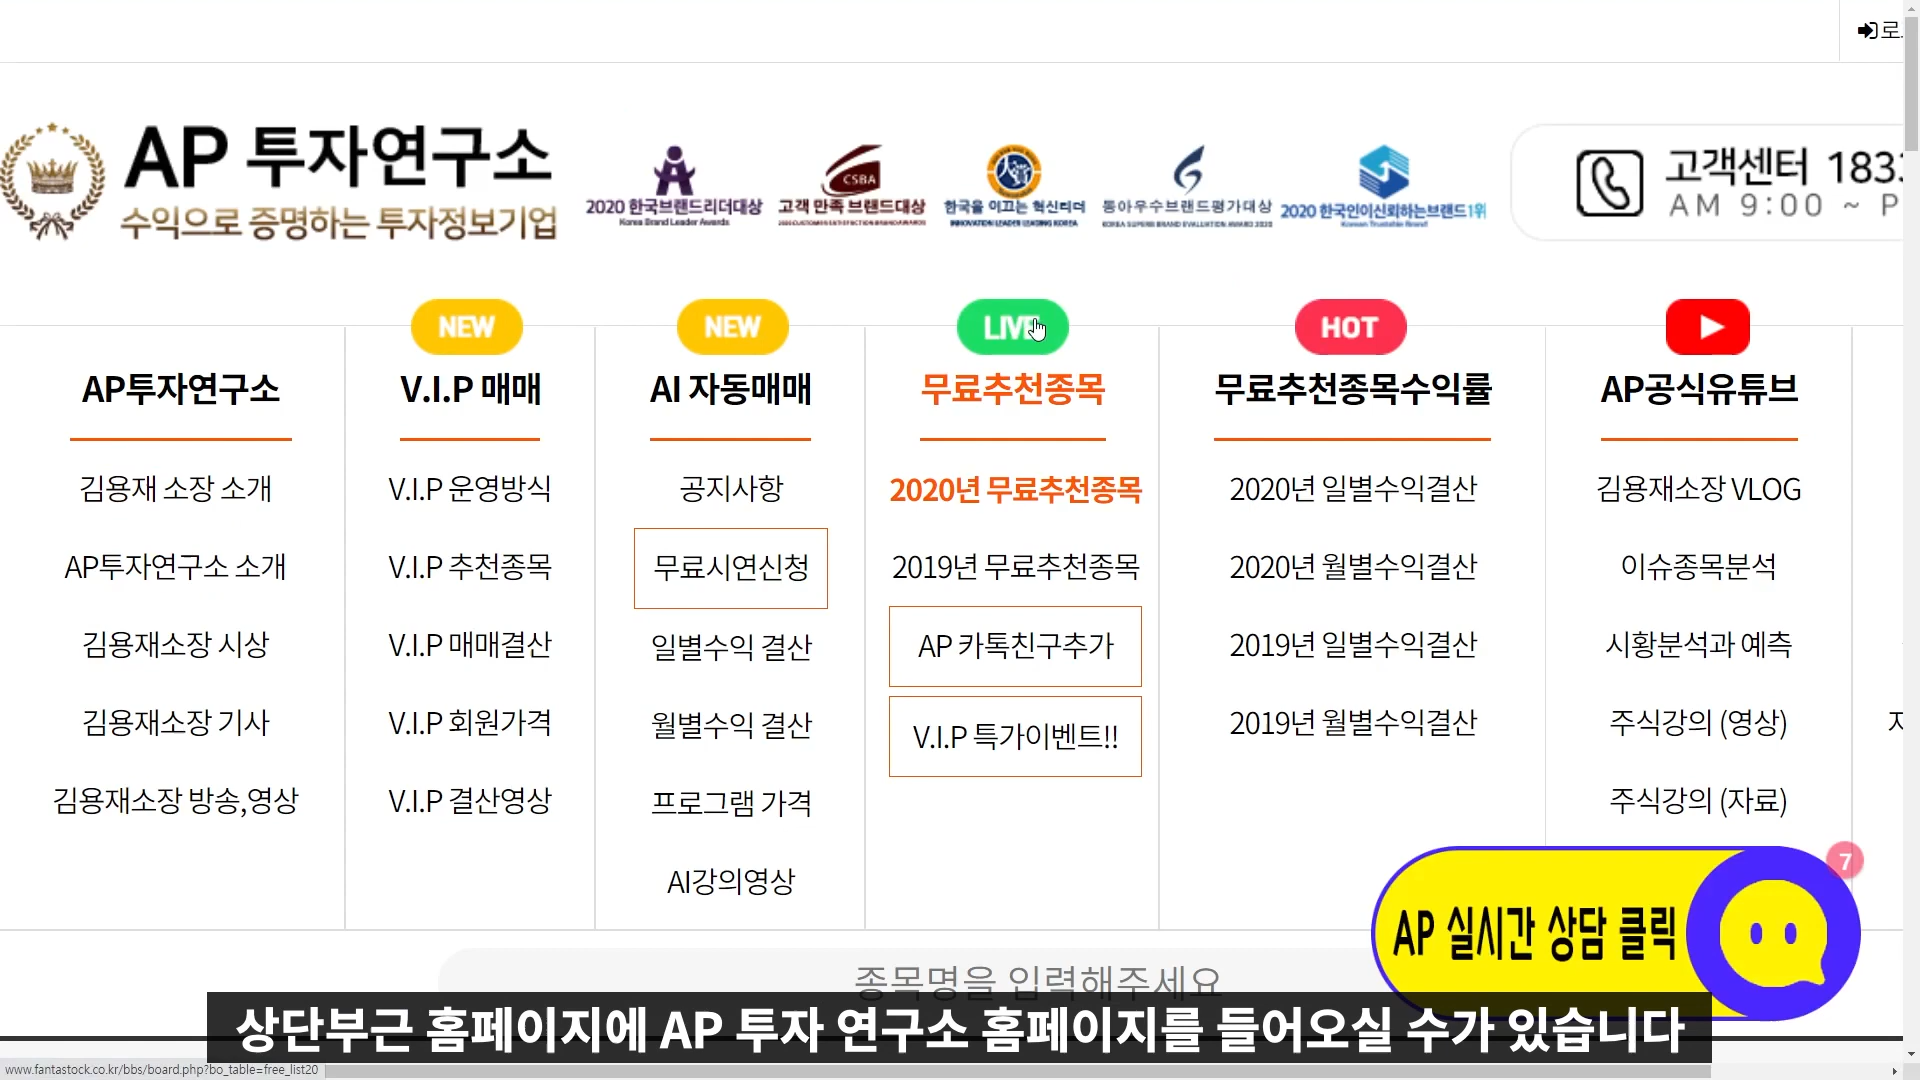 로
AP 투자연구소
수익으로 증명하는 투자정보기업
2020 한국브랜드리더대상
Korea Brand Leader Awards
CSBA
고객 만족 브랜드대상
한국을 이끄는 혁신리더
INNOVATION LEADER LEADING KOREA
동아우수브랜드평가대상
KOREA SUPERB BRAND EVALUATION AWARD 2020
2020 한국인이신뢰하는브랜드1위
Korean Trustable Brand
고객센터 183
AM 9:00 ~ P
NEW
NEW
LIVE
HOT
AP투자연구소
V.I.P 매매
AI 자동매매
무료추천종목
무료추천종목수익률
AP공식유튜브
김용재 소장 소개
V.I.P 운영방식
공지사항
2020년 무료추천종목
2020년 일별수익결산
김용재소장 VLOG
AP투자연구소 소개
V.I.P 추천종목
무료시연신청
2019년 무료추천종목
2020년 월별수익결산
이슈종목분석
김용재소장 시상
V.I.P 매매결산
일별수익 결산
AP 카톡친구추가
2019년 일별수익결산
시황분석과 예측
김용재소장 기사
V.I.P 회원가격
월별수익 결산
V.I.P 특가이벤트!!
2019년 월별수익결산
주식강의 (영상)
김용재소장 방송,영상
V.I.P 결산영상
프로그램 가격
주식강의 (자료)
AI강의영상
7
AP 실시간 상담 클릭
종목명을 입력해주세요
상단부근 홈페이지에 AP 투자 연구소 홈페이지를 들어오실 수가 있습니다
www.fantastock.co.kr/bbs/board.php?bo_table=free_list20